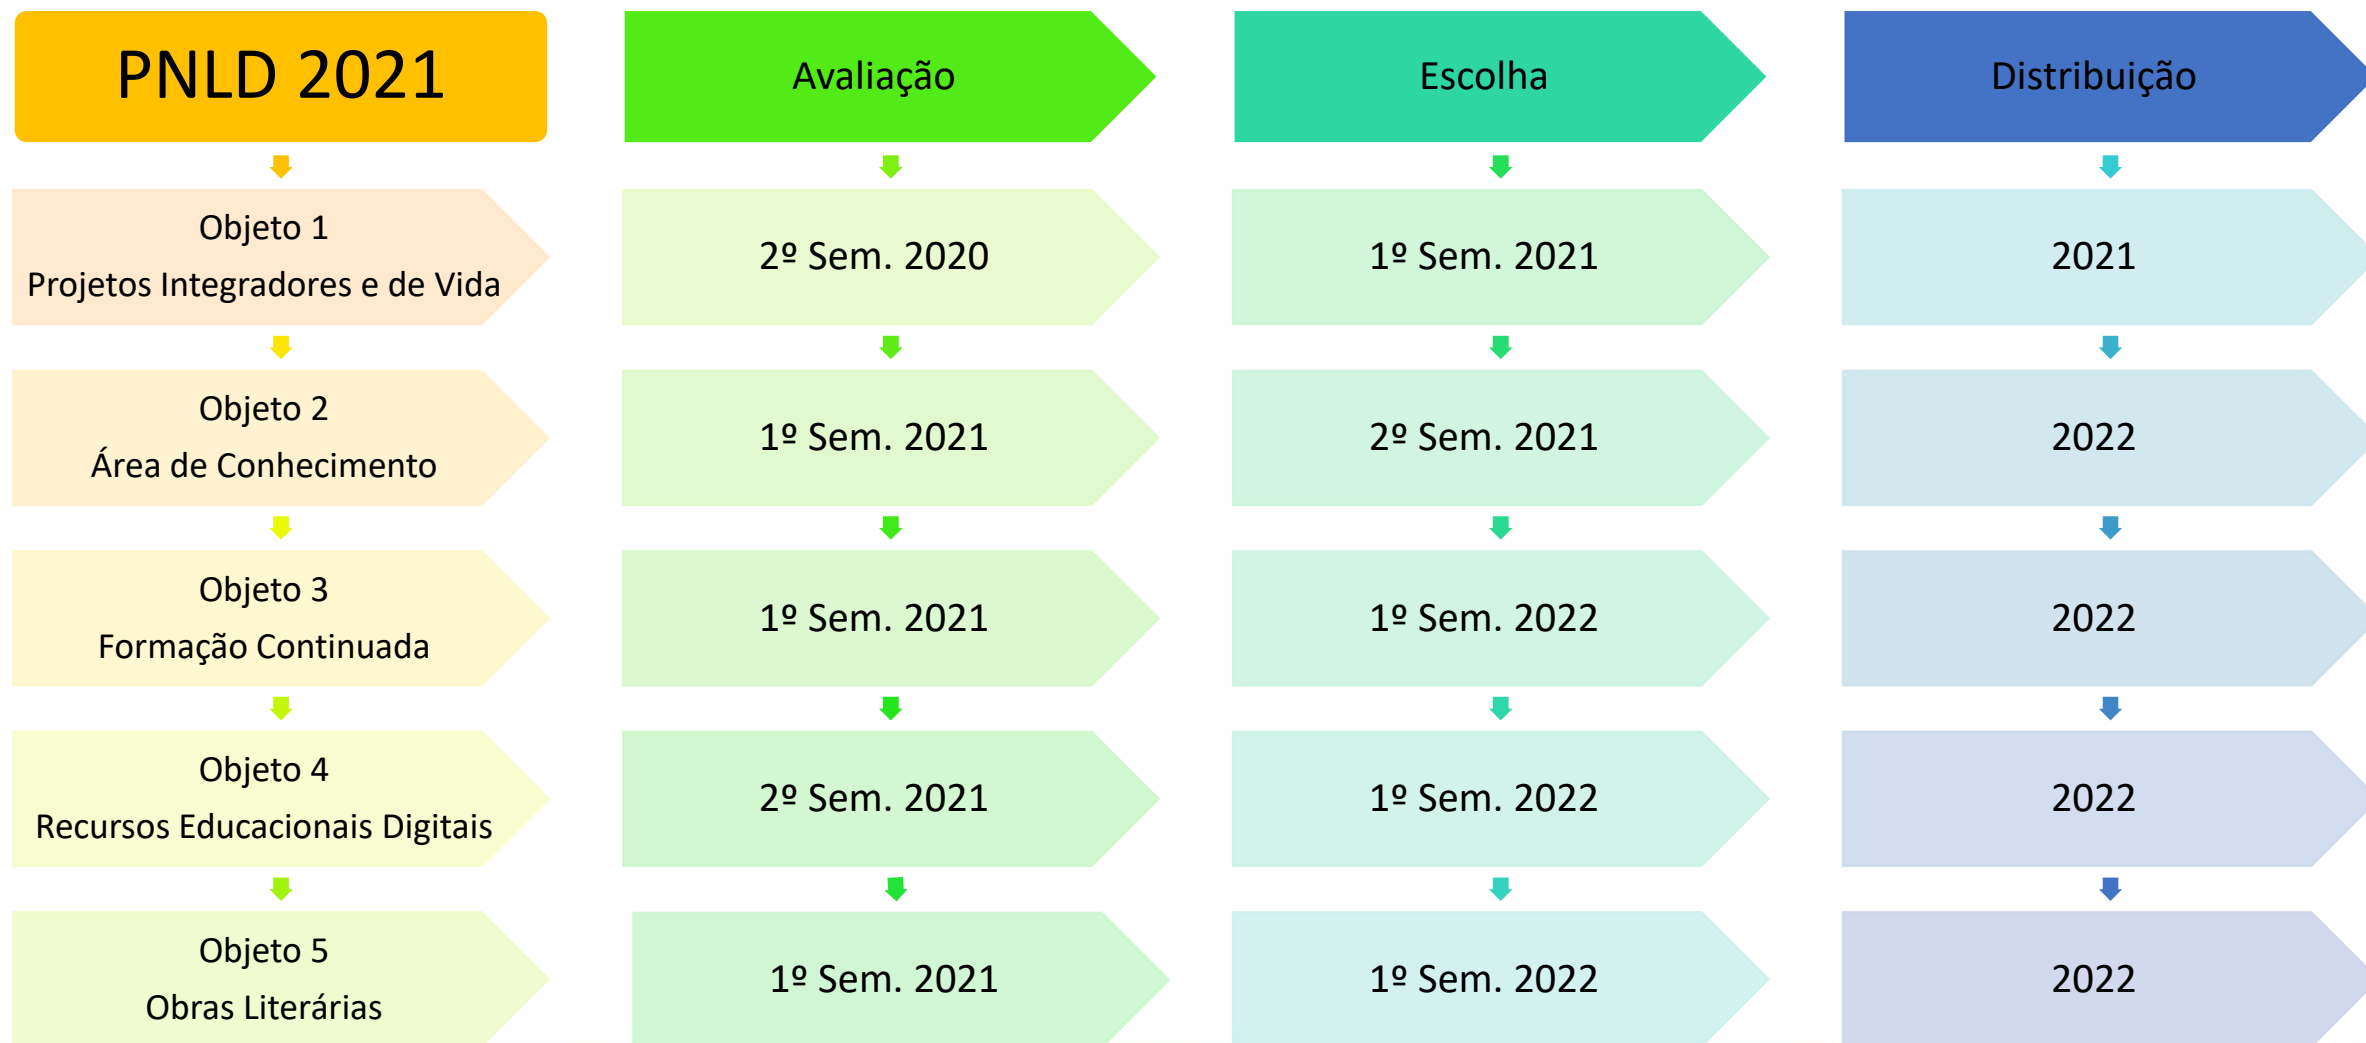 PNLD 2021
Avaliação
Escolha
Distribuição
Objeto 1
Projetos Integradores e de Vida
2º Sem. 2020
1º Sem. 2021
2021
Objeto 2
Área de Conhecimento
1º Sem. 2021
2º Sem. 2021
2022
Objeto 3
Formação Continuada
1º Sem. 2021
1º Sem. 2022
2022
Objeto 4
Recursos Educacionais Digitais
2º Sem. 2021
1º Sem. 2022
2022
Objeto 5
Obras Literárias
1º Sem. 2021
1º Sem. 2022
2022